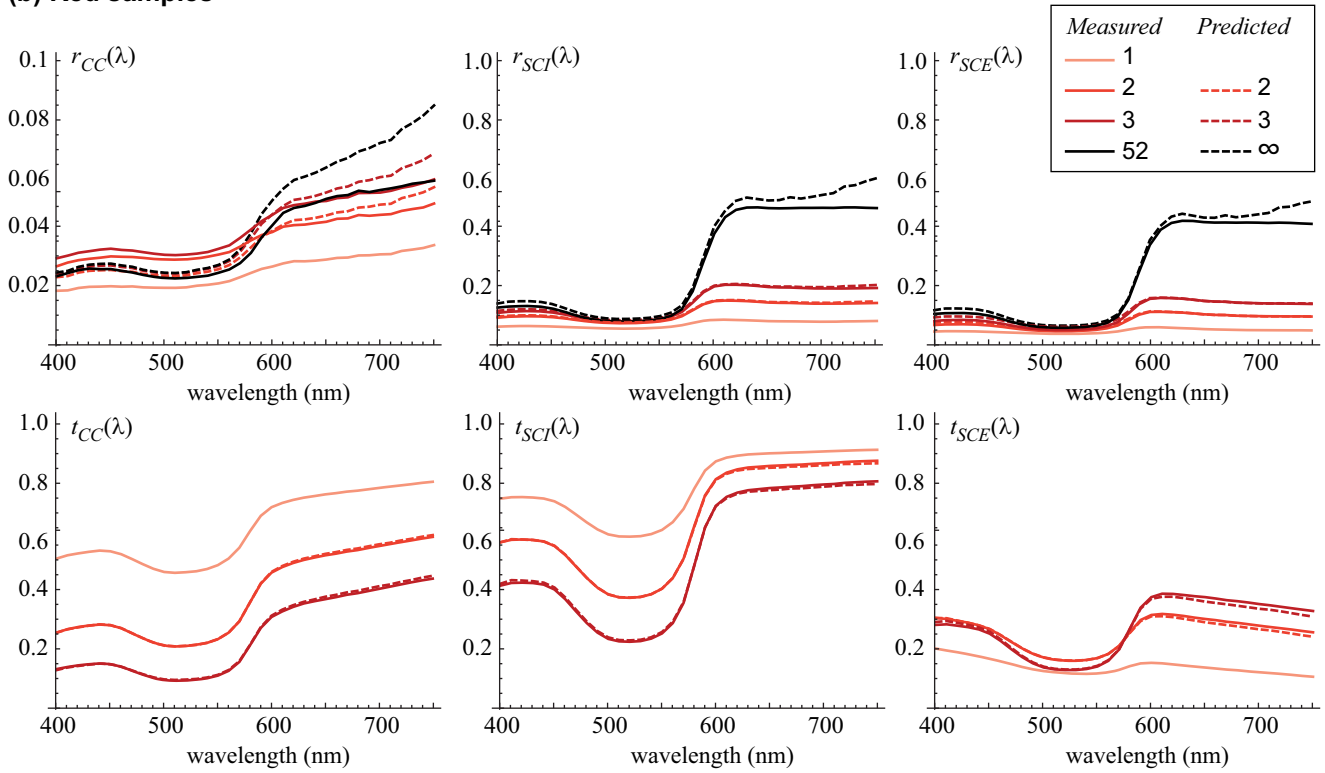 (b) Red samples
Measured Predicted
1
2 2
3 3
52 ∞
r_CC(λ) r_SCI(λ) r_SCE(λ)
0.1 1.0 1.0
0.08 0.8 0.8
0.06 0.6 0.6
0.04 0.4 0.4
0.02 0.2 0.2
400 500 600 700 400 500 600 700 400 500 600 700
wavelength (nm) wavelength (nm) wavelength (nm)
t_CC(λ) t_SCI(λ) t_SCE(λ)
1.0 1.0 1.0
0.8 0.8 0.8
0.6 0.6 0.6
0.4 0.4 0.4
0.2 0.2 0.2
400 500 600 700 400 500 600 700 400 500 600 700
wavelength (nm) wavelength (nm) wavelength (nm)